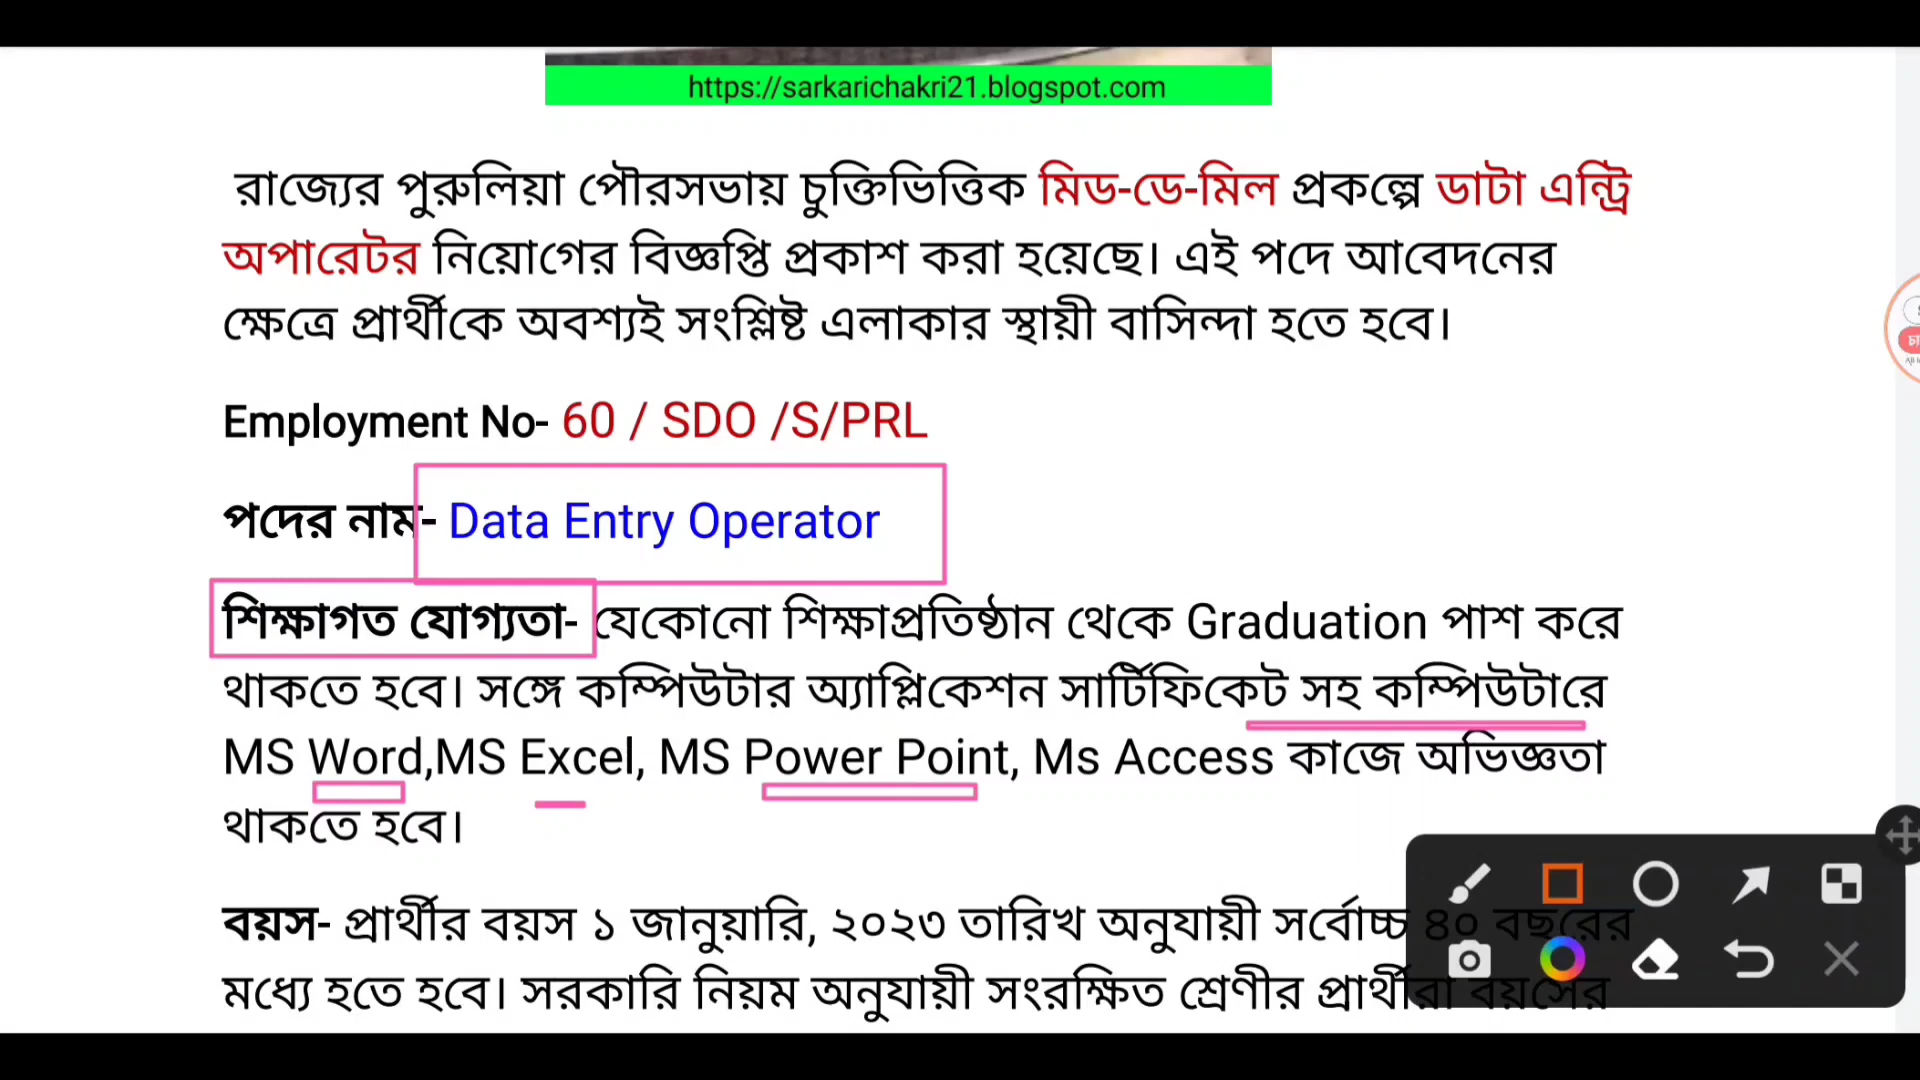 https://sarkarichakri21.blogspot.com
রাজ্যের পুরুলিয়া পৌরসভায় চুক্তিভিত্তিক মিড-ডে-মিল প্রকল্পে ডাটা এন্ট্রি
অপারেটর নিয়োগের বিজ্ঞপ্তি প্রকাশ করা হয়েছে। এই পদে আবেদনের
ক্ষেত্রে প্রার্থীকে অবশ্যই সংশ্লিষ্ট এলাকার স্থায়ী বাসিন্দা হতে হবে।
Employment No- 60 / SDO /S/PRL
পদের নাম- Data Entry Operator
শিক্ষাগত যোগ্যতা- যেকোনো শিক্ষাপ্রতিষ্ঠান থেকে Graduation পাশ করে
থাকতে হবে। সঙ্গে কম্পিউটার অ্যাপ্লিকেশন সার্টিফিকেট সহ কম্পিউটারে
MS Word,MS Excel, MS Power Point, Ms Access কাজে অভিজ্ঞতা
থাকতে হবে।
বয়স- প্রার্থীর বয়স ১ জানুয়ারি, ২০২৩ তারিখ অনুযায়ী সর্বোচ্চ ৪০ বছরের
মধ্যে হতে হবে। সরকারি নিয়ম অনুযায়ী সংরক্ষিত শ্রেণীর প্রার্থীরা বয়সের